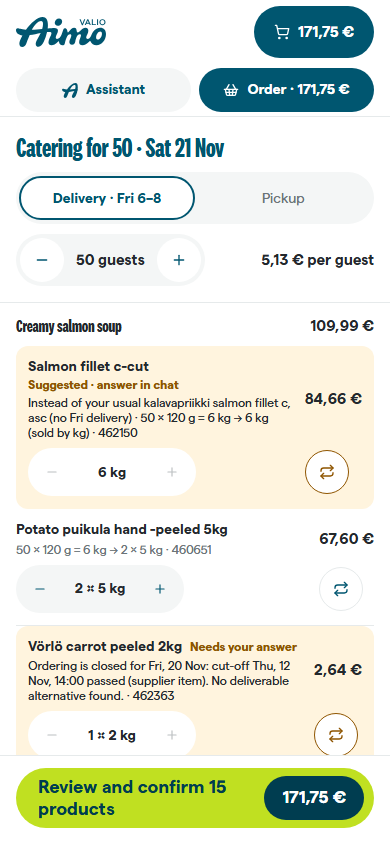 VALIO
Aimo
171,75 €
Assistant
Order · 171,75 €
Catering for 50 · Sat 21 Nov
Delivery · Fri 6–8
Pickup
− 50 guests +
5,13 € per guest
Creamy salmon soup
109,99 €
Salmon fillet c-cut
Suggested · answer in chat
Instead of your usual kalavapriikki salmon fillet c,
asc (no Fri delivery) · 50 × 120 g = 6 kg → 6 kg
(sold by kg) · 462150
84,66 €
− 6 kg +
Potato puikula hand -peeled 5kg
50 × 120 g = 6 kg → 2 × 5 kg · 460651
67,60 €
− 2 × 5 kg +
Vörlö carrot peeled 2kg Needs your answer
Ordering is closed for Fri, 20 Nov: cut-off Thu, 12
Nov, 14:00 passed (supplier item). No deliverable
alternative found. · 462363
2,64 €
− 1 × 2 kg +
Review and confirm 15
products
171,75 €